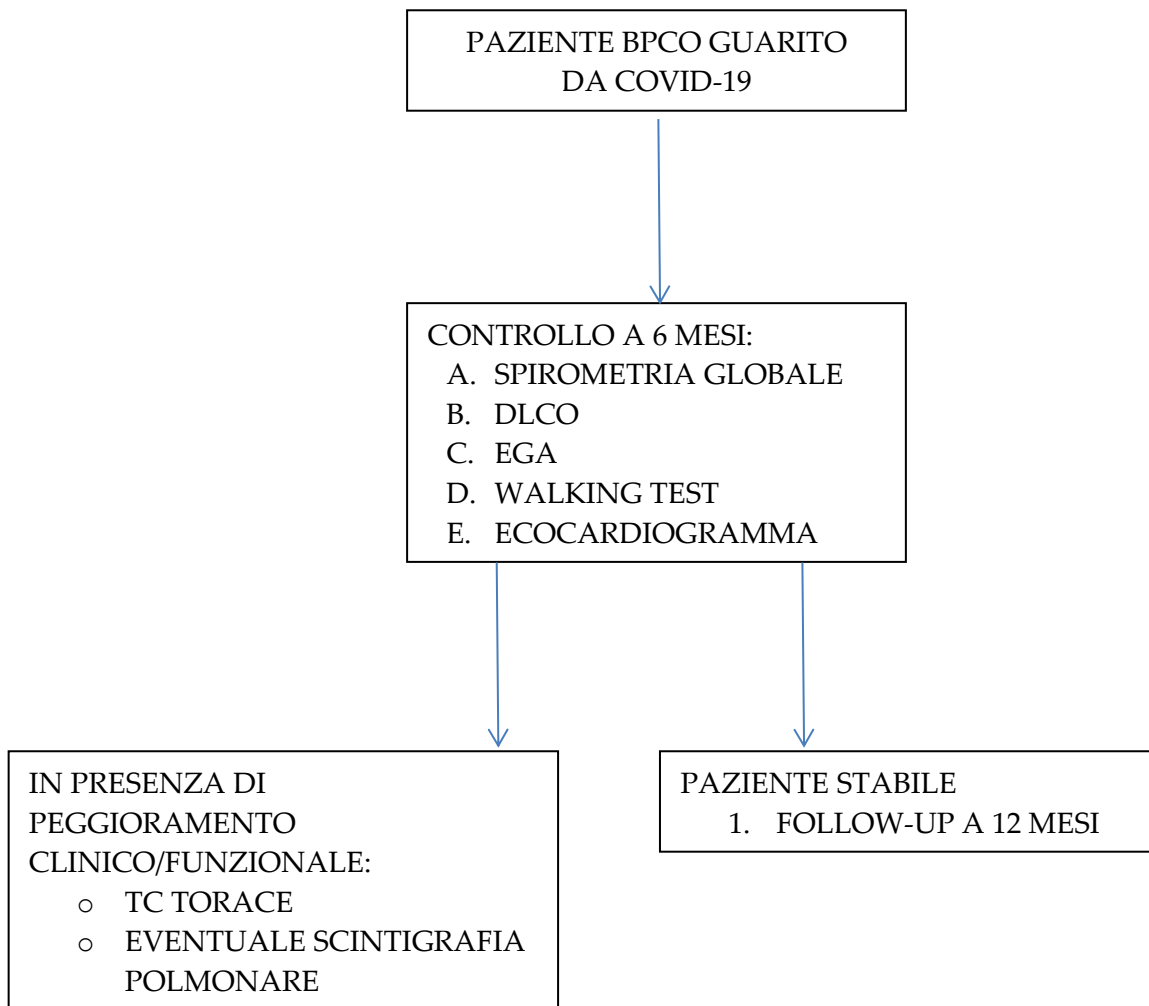 PAZIENTE BPCO GUARITO
DA COVID-19
CONTROLLO A 6 MESI:
A. SPIROMETRIA GLOBALE
B. DLCO
C. EGA
D. WALKING TEST
E. ECOCARDIOGRAMMA
IN PRESENZA DI
PEGGIORAMENTO
CLINICO/FUNZIONALE:
o TC TORACE
o EVENTUALE SCINTIGRAFIA
POLMONARE
PAZIENTE STABILE
1. FOLLOW-UP A 12 MESI